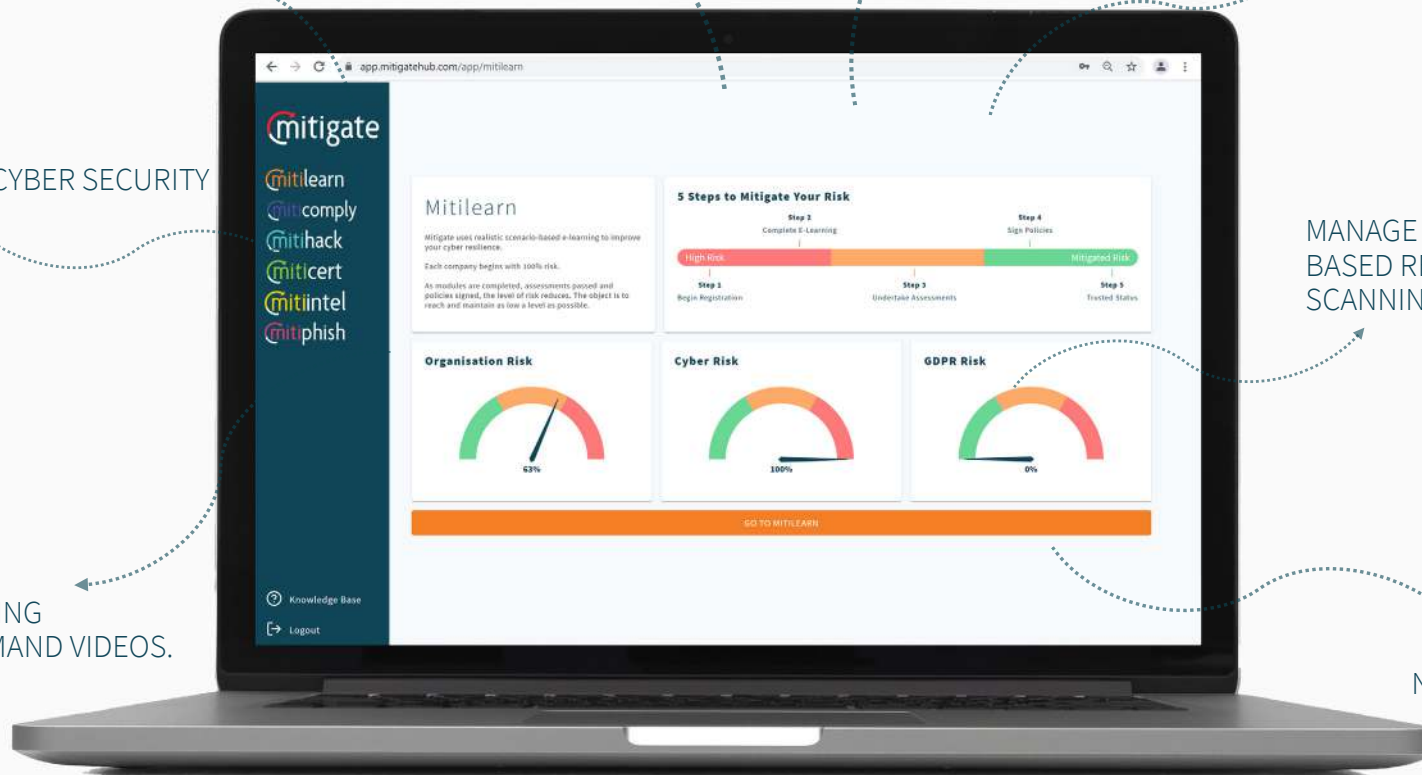 app.mitigatehub.com/app/mitilearn
mitigate
mitilearn
miticomply
mitihack
miticert
mitiintel
mitiphish
Knowledge Base
Logout
Mitilearn
Mitigate uses realistic scenario-based e-learning to improve
your cyber resilience.
Each company begins with 100% risk.
As modules are completed, assessments passed and
policies signed, the level of risk reduces. The object is to
reach and maintain as low a level as possible.
5 Steps to Mitigate Your Risk
Step 2
Complete E-Learning
Step 4
Sign Policies
High Risk
Mitigated Risk
Step 1
Begin Registration
Step 3
Undertake Assessments
Step 5
Trusted Status
Organisation Risk
63%
Cyber Risk
100%
GDPR Risk
0%
GO TO MITILEARN
CYBER SECURITY
NG
MAND VIDEOS.
MANAGE
BASED RI
SCANNIN
N